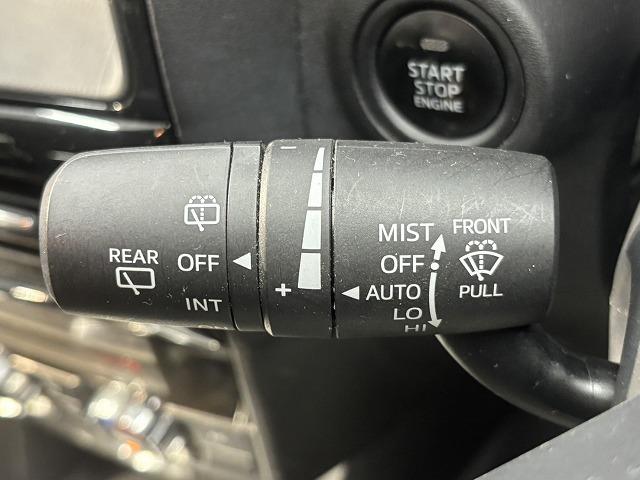 START
STOP
ENGINE
REAR
OFF
INT
−
+
MIST
OFF
AUTO
LO
HI
FRONT
PULL